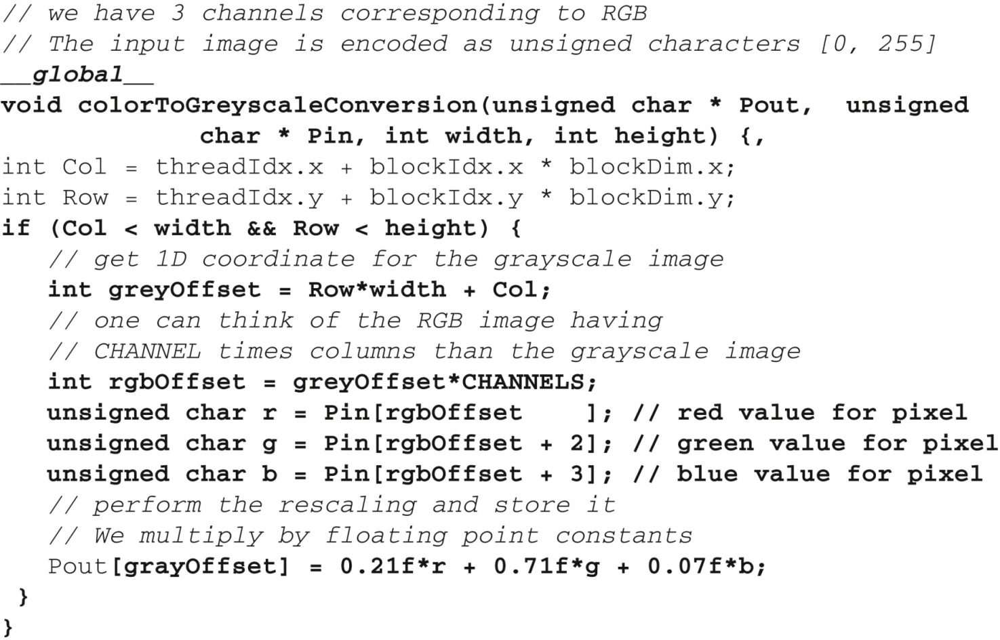 // we have 3 channels corresponding to RGB
// The input image is encoded as unsigned characters [0, 255]
__global__
void colorToGreyscaleConversion(unsigned char * Pout,  unsigned
             char * Pin, int width, int height) {,
int Col = threadIdx.x + blockIdx.x * blockDim.x;
int Row = threadIdx.y + blockIdx.y * blockDim.y;
if (Col < width && Row < height) {
   // get 1D coordinate for the grayscale image
   int greyOffset = Row*width + Col;
   // one can think of the RGB image having
   // CHANNEL times columns than the grayscale image
   int rgbOffset = greyOffset*CHANNELS;
   unsigned char r = Pin[rgbOffset    ]; // red value for pixel
   unsigned char g = Pin[rgbOffset + 2]; // green value for pixel
   unsigned char b = Pin[rgbOffset + 3]; // blue value for pixel
   // perform the rescaling and store it
   // We multiply by floating point constants
   Pout[grayOffset] = 0.21f*r + 0.71f*g + 0.07f*b;
 }
}